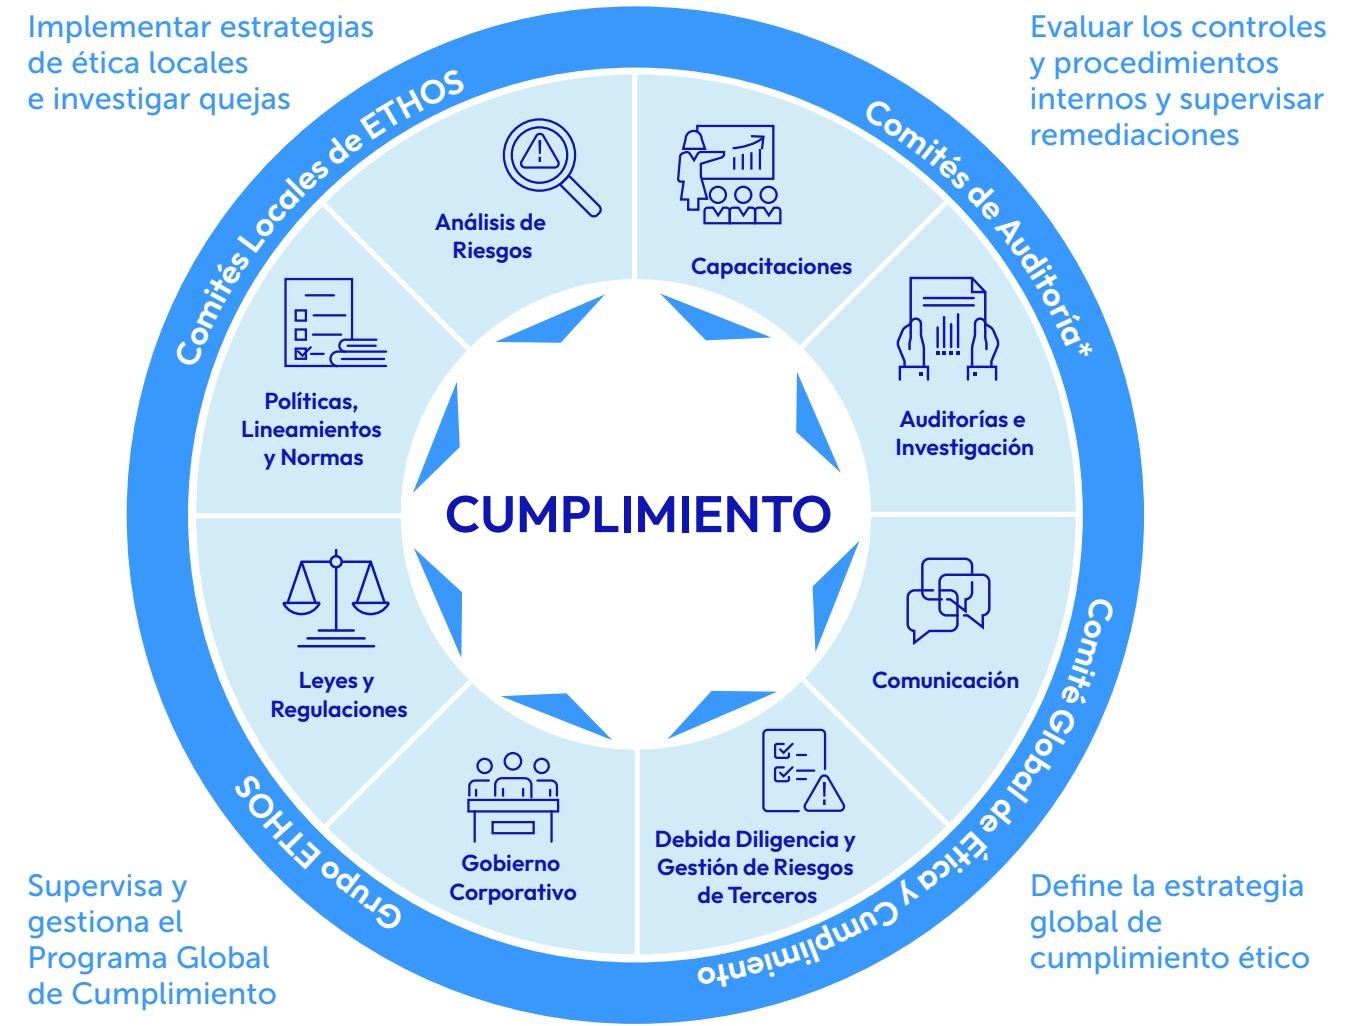 Implementar estrategias
de ética locales
e investigar quejas
Evaluar los controles
y procedimientos
internos y supervisar
remediaciones
Comités Locales de ETHOS
Comités de Auditoría*
Análisis de
Riesgos
Capacitaciones
Políticas,
Lineamientos
y Normas
Auditorías e
Investigación
CUMPLIMIENTO
Leyes y
Regulaciones
Comunicación
Gobierno
Corporativo
Debida Diligencia y
Gestión de Riesgos
de Terceros
Grupo ETHOS
Comité Global de Ética y Cumplimiento
Supervisa y
gestiona el
Programa Global
de Cumplimiento
Define la estrategia
global de
cumplimiento ético